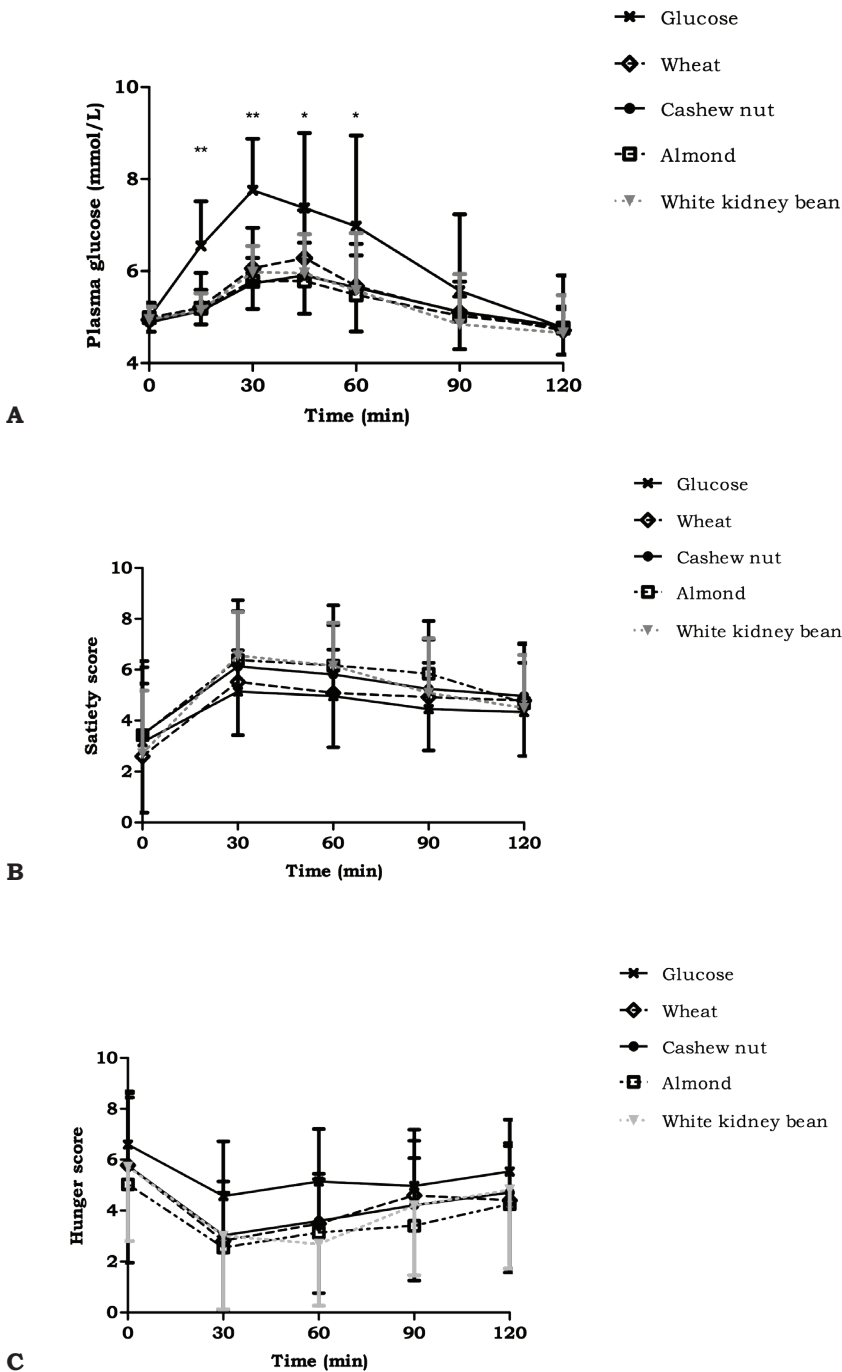 Glucose
Wheat
Cashew nut
Almond
White kidney bean
Plasma glucose (mmol/L)
10
8
6
4
** ** * *
0 30 60 90 120
Time (min)
A
Glucose
Wheat
Cashew nut
Almond
White kidney bean
Satiety score
10
8
6
4
2
0
0 30 60 90 120
Time (min)
B
Glucose
Wheat
Cashew nut
Almond
White kidney bean
Hunger score
10
8
6
4
2
0
0 30 60 90 120
Time (min)
C